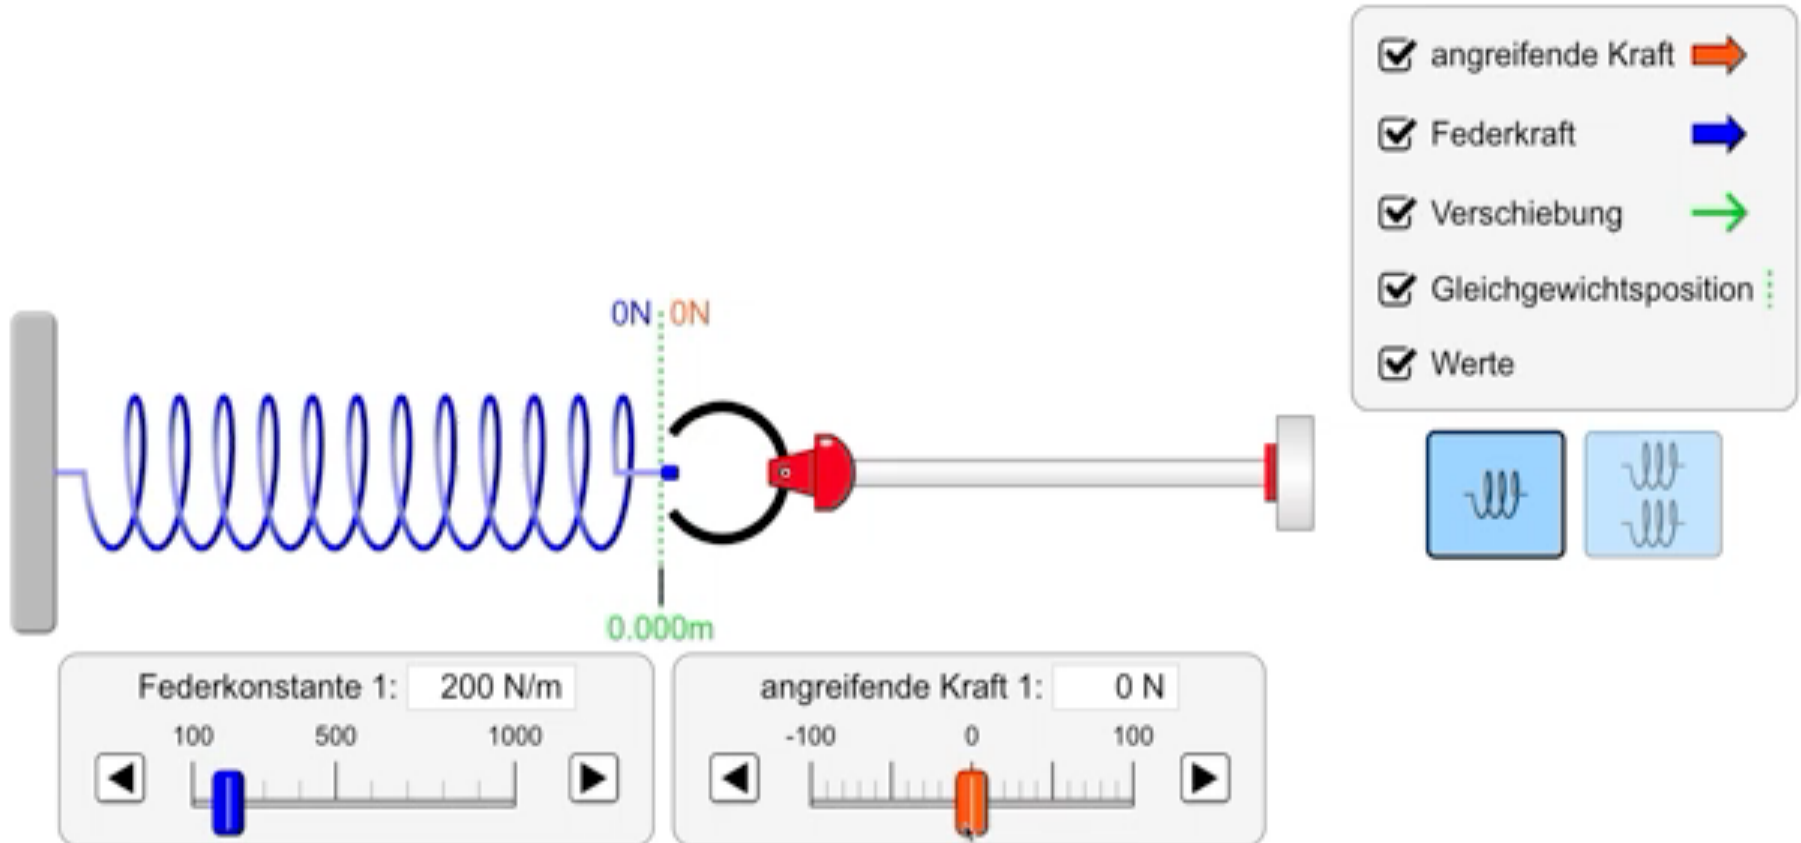 angreifende Kraft
Federkraft
Verschiebung
Gleichgewichtsposition
Werte
0N 0N
0.000m
Federkonstante 1: 200 N/m
100 500 1000
angreifende Kraft 1: 0 N
-100 0 100